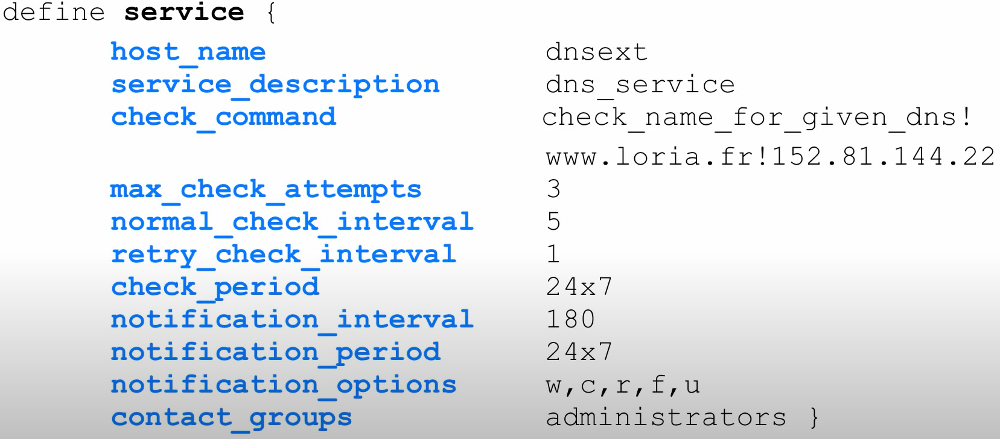 define service {
host_name dnsext
service_description dns_service
check_command check_name_for_given_dns!
www.loria.fr!152.81.144.22
max_check_attempts 3
normal_check_interval 5
retry_check_interval 1
check_period 24x7
notification_interval 180
notification_period 24x7
notification_options w,c,r,f,u
contact_groups administrators }